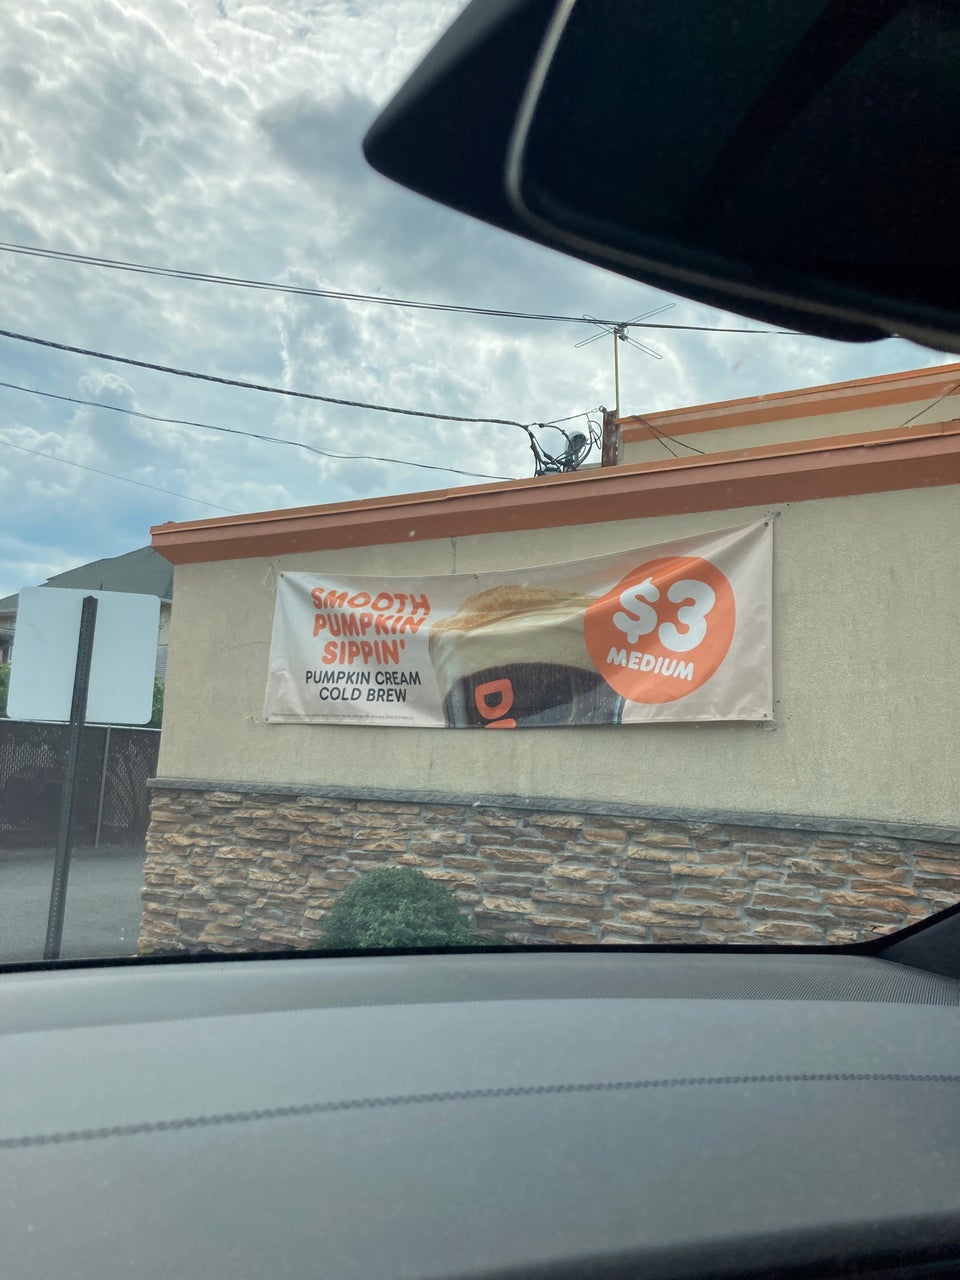 SMOOTH
PUMPKIN
SIPPIN'
PUMPKIN CREAM
COLD BREW
$3
MEDIUM